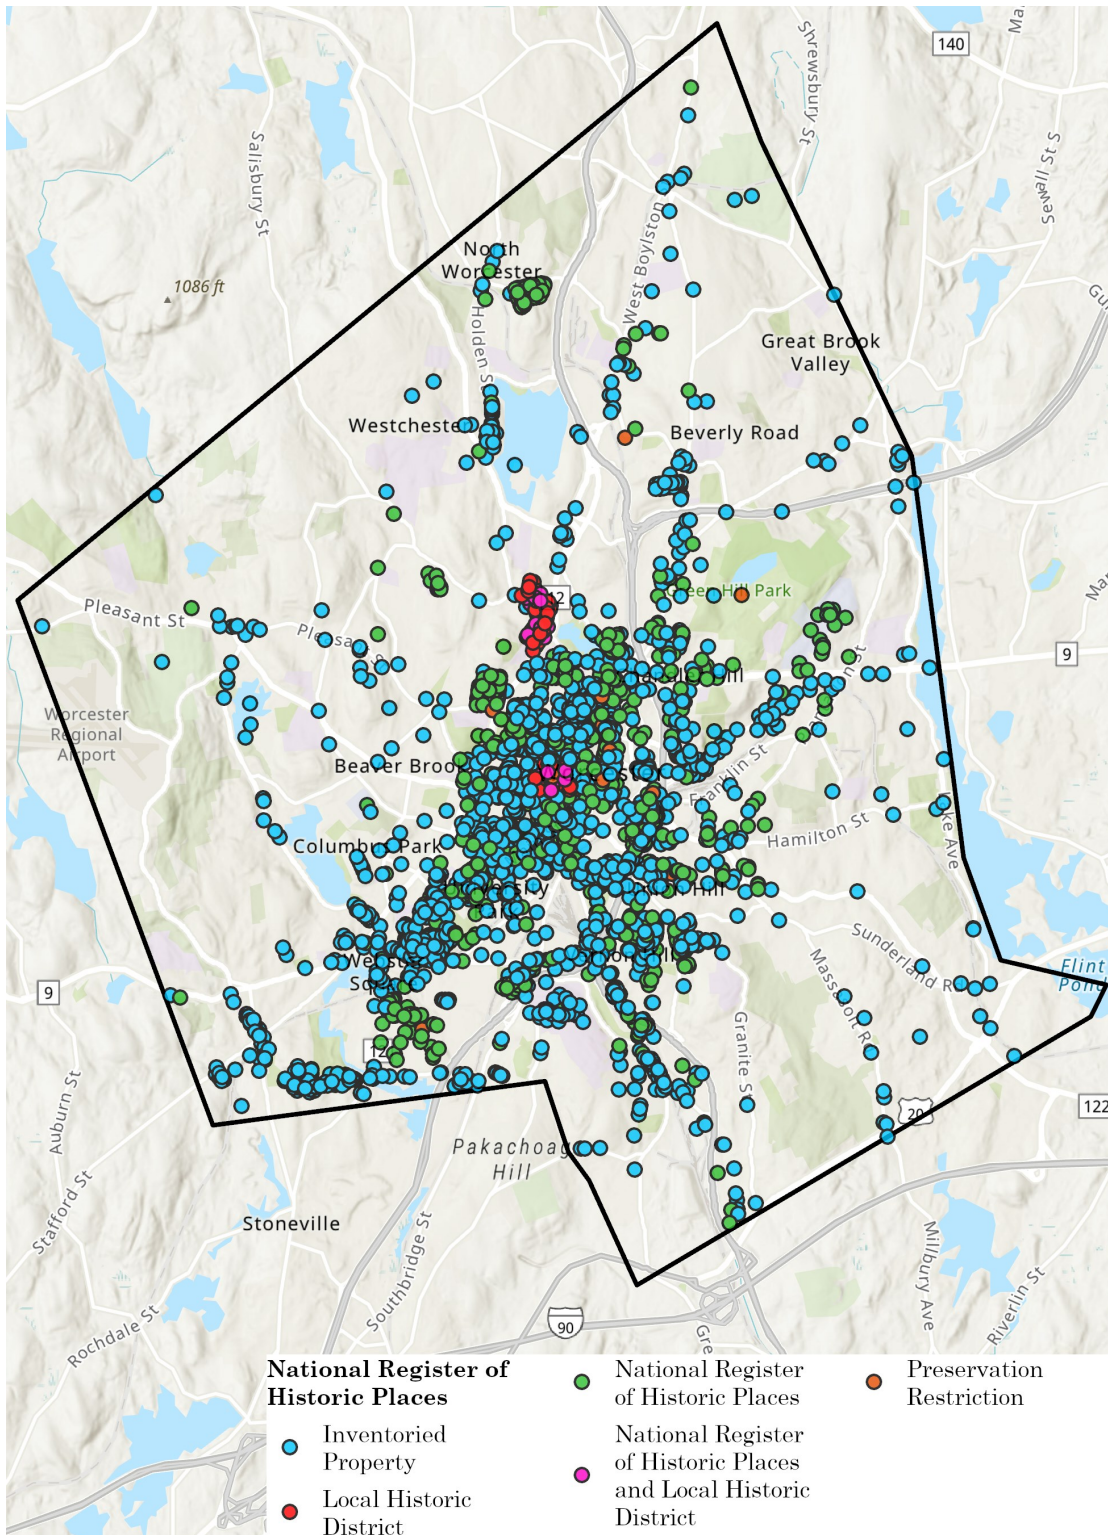 140
Shrewsbury St
Ma
Sewall St S
Salisbury St
North
Worcester
1086 ft
West Boylston
Holden S
Great Brook
Valley
Westchester
Beverly Road
12
Green Hill Park
Pleasant St
9
Worcester
Regional
Airport
Beaver Brook
Franklin St
Hamilton St
Lake Ave
Columbus Park
University
Park
Webster
Square
Sunderland Rd
Massasoit Rd
Flint
Pond
9
Granite St
12
20
122
Auburn St
Pakachoag
Hill
Stafford St
Stoneville
Southbridge St
Millbury Ave
Riverlin St
Rochdale St
90
Gre
National Register of
Historic Places
Inventoried
Property
Local Historic
District
National Register
of Historic Places
National Register
of Historic Places
and Local Historic
District
Preservation
Restriction